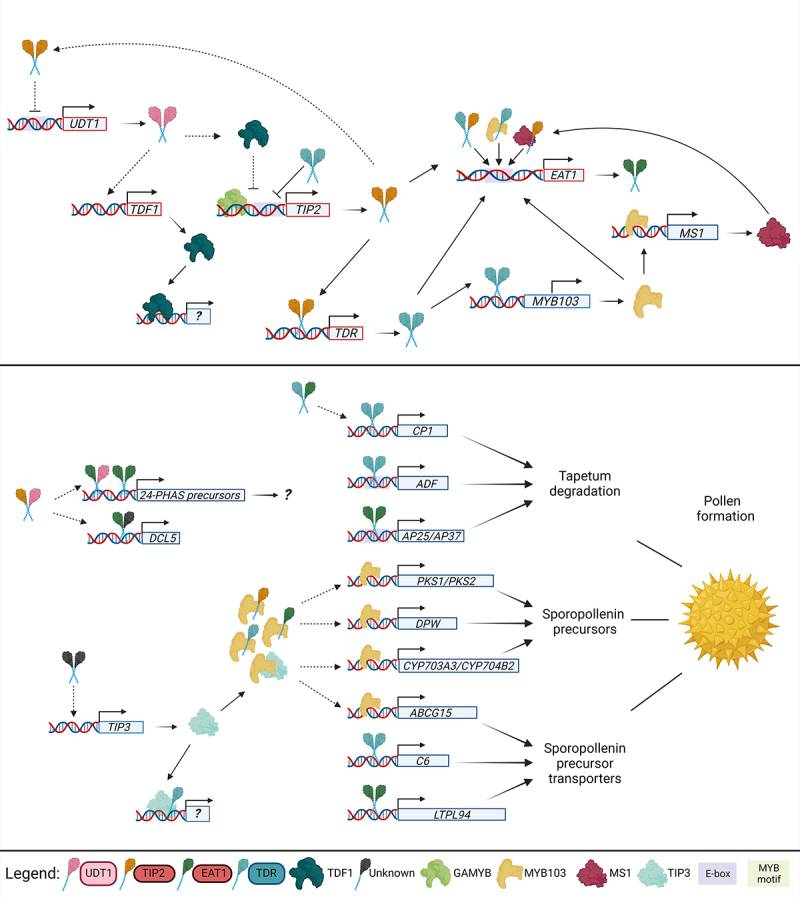 UDT1
TDF1
TIP2
EAT1
MS1
?
TDR
MYB103
CP1
ADF
Tapetum
degradation
24-PHAS precursors
?
DCL5
AP25/AP37
Pollen
formation
PKS1/PKS2
DPW
Sporopollenin
precursors
CYP703A3/CYP704B2
TIP3
ABCG15
C6
Sporopollenin
precursor
transporters
?
LTPL94
Legend: UDT1 TIP2 EAT1 TDR TDF1 Unknown GAMYB MYB103 MS1 TIP3 E-box MYB
motif